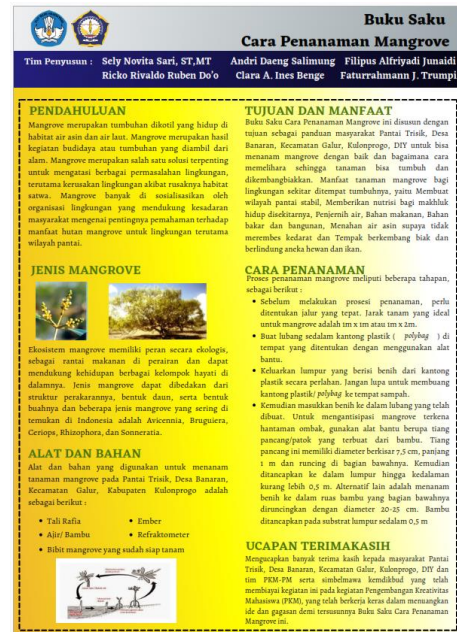 Buku Saku
Cara Penanaman Mangrove
Tim Penyusun : Sely Novita Sari, ST,MT Andri Daeng Salimung Filipus Alfriyadi Junaidi
Ricko Rivaldo Ruben Do'o Clara A. Ines Benge Faturrahmann J. Trumpi
PENDAHULUAN
Mangrove merupakan tumbuhan dikotil yang hidup di
habitat air asin dan air laut. Mangrove merupakan hasil
kegiatan budidaya atau tumbuhan yang diambil dari
alam. Mangrove merupakan salah satu solusi terpenting
untuk mengatasi berbagai permasalahan lingkungan,
terutama kerusakan lingkungan akibat rusaknya habitat
satwa. Mangrove banyak di sosialisasikan oleh
organisasi lingkungan yang mendukung kesadaran
masyarakat mengenai pentingnya pemahaman terhadap
manfaat hutan mangrove untuk lingkungan terutama
wilayah pantai.
JENIS MANGROVE
Ekosistem mangrove memiliki peran secara ekologis,
sebagai rantai makanan di perairan dan dapat
mendukung kehidupan berbagai kelompok hayati di
dalamnya. Jenis mangrove dapat dibedakan dari
struktur perakarannya, bentuk daun, serta bentuk
buahnya dan beberapa jenis mangrove yang sering di
temukan di Indonesia adalah Avicennia, Bruguiera,
Ceriops, Rhizophora, dan Sonneratia.
ALAT DAN BAHAN
Alat dan bahan yang digunakan untuk menanam
tanaman mangrove pada Pantai Trisik, Desa Banaran,
Kecamatan Galur, Kabupaten Kulonprogo adalah
sebagai berikut :
• Tali Rafia • Ember
• Ajir/ Bambu • Refraktometer
• Bibit mangrove yang sudah siap tanam
TUJUAN DAN MANFAAT
Buku Saku Cara Penanaman Mangrove ini disusun dengan
tujuan sebagai panduan masyarakat Pantai Trisik, Desa
Banaran, Kecamatan Galur, Kulonprogo, DIY untuk bisa
menanam mangrove dengan baik dan bagaimana cara
memelihara sehingga tanaman bisa tumbuh dan
dikembangbiakkan. Manfaat tanaman mangrove bagi
lingkungan sekitar ditempat tumbuhnya, yaitu Membuat
wilayah pantai stabil, Memberikan nutrisi bagi makhluk
hidup disekitarnya, Penjernih air, Bahan makanan, Bahan
bakar dan bangunan, Menahan air asin supaya tidak
merembes kedarat dan Tempak berkembang biak dan
berlindung aneka hewan dan ikan.
CARA PENANAMAN
Proses penanaman mangrove meliputi beberapa tahapan,
sebagai berikut :
• Sebelum melakukan prosesi penanaman, perlu
ditentukan jalur yang tepat. Jarak tanam yang ideal
untuk mangrove adalah 1m x 1m atau 1m x 2m.
• Buat lubang sedalam kantong plastik ( polybag ) di
tempat yang ditentukan dengan menggunakan alat
bantu.
• Keluarkan lumpur yang berisi benih dari kantong
plastik secara perlahan. Jangan lupa untuk membuang
kantong plastik/ polybag ke tempat sampah.
• Kemudian masukkan benih ke dalam lubang yang telah
dibuat. Untuk mengantisipasi mangrove terkena
hantaman ombak, gunakan alat bantu berupa tiang
pancang/patok yang terbuat dari bambu. Tiang
pancang ini memiliki diameter berkisar 7,5 cm, panjang
1 m dan runcing di bagian bawahnya. Kemudian
ditancapkan ke dalam lumpur hingga kedalaman
kurang lebih 0,5 m. Alternatif lain adalah menanam
benih ke dalam ruas bambu yang bagian bawahnya
diruncingkan dengan diameter 20-25 cm. Bambu
ditancapkan pada substrat lumpur sedalam 0,5 m
UCAPAN TERIMAKASIH
Mengucapkan banyak terima kasih kepada masyarakat Pantai
Trisik, Desa Banaran, Kecamatan Galur, Kulonprogo, DIY dan
tim PKM-PM serta simbelmawa kemdikbud yang telah
membiayai kegiatan ini pada kegiatan Pengembangan Kreativitas
Mahasiswa (PKM), yang telah berkerja keras dalam menuangkan
ide dan gagasan demi tersusunnya Buku Saku Cara Penanaman
Mangrove ini.